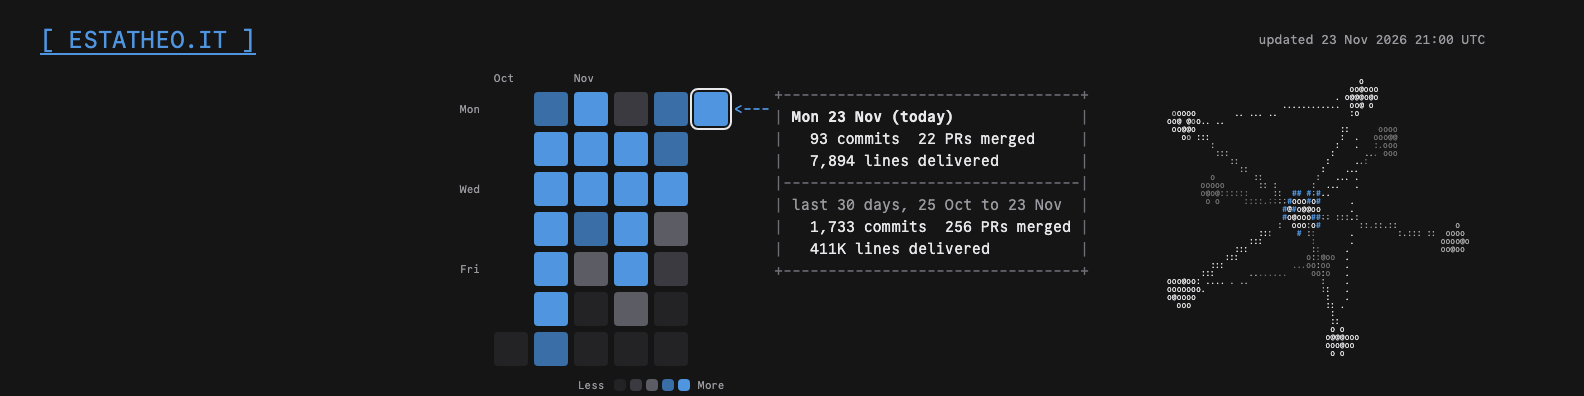 [ ESTATHEO.IT ]
updated 23 Nov 2026 21:00 UTC
Oct Nov
Mon
Wed
Fri
Less More
<---
Mon 23 Nov (today)
93 commits 22 PRs merged
7,894 lines delivered
last 30 days, 25 Oct to 23 Nov
1,733 commits 256 PRs merged
411K lines delivered